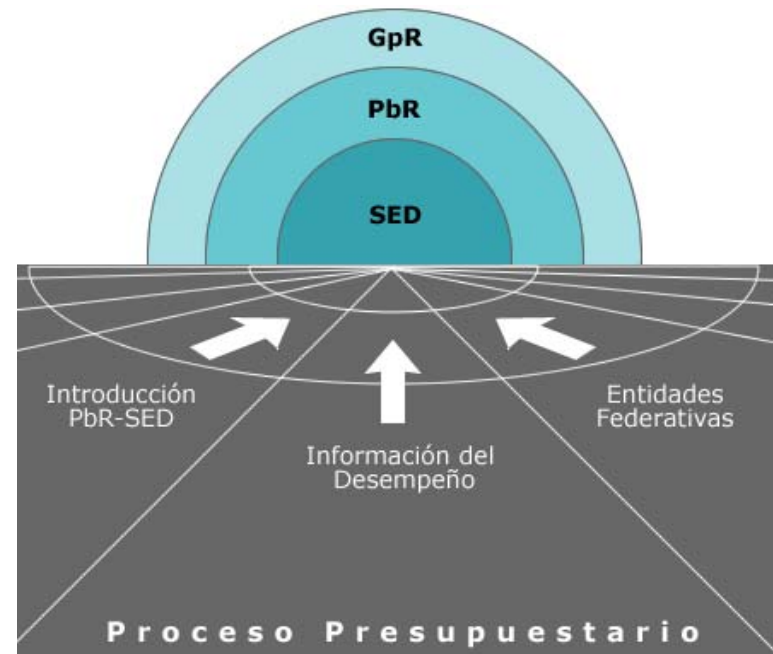 GpR
PbR
SED
Introducción
PbR-SED
Información del
Desempeño
Entidades
Federativas
Proceso Presupuestario